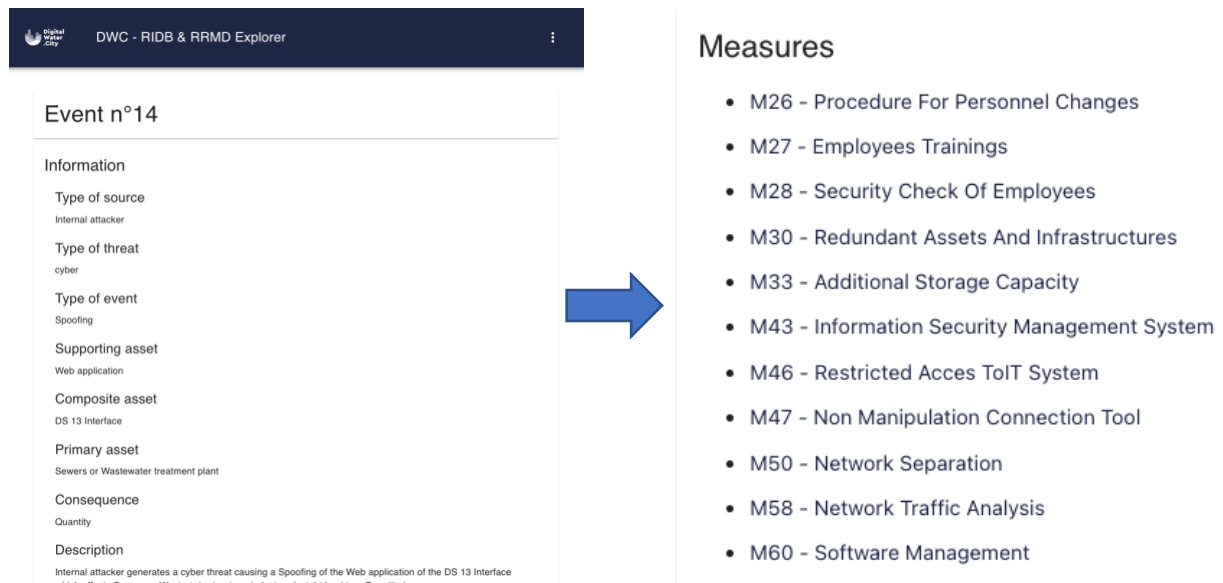 Digital
Water
.City
DWC - RIDB & RRMD Explorer
Event n°14
Information
Type of source
Internal attacker
Type of threat
cyber
Type of event
Spoofing
Supporting asset
Web application
Composite asset
DS 13 Interface
Primary asset
Sewers or Wastewater treatment plant
Consequence
Quantity
Description
Internal attacker generates a cyber threat causing a Spoofing of the Web application of the DS 13 Interface
Measures
• M26 - Procedure For Personnel Changes
• M27 - Employees Trainings
• M28 - Security Check Of Employees
• M30 - Redundant Assets And Infrastructures
• M33 - Additional Storage Capacity
• M43 - Information Security Management System
• M46 - Restricted Acces ToIT System
• M47 - Non Manipulation Connection Tool
• M50 - Network Separation
• M58 - Network Traffic Analysis
• M60 - Software Management